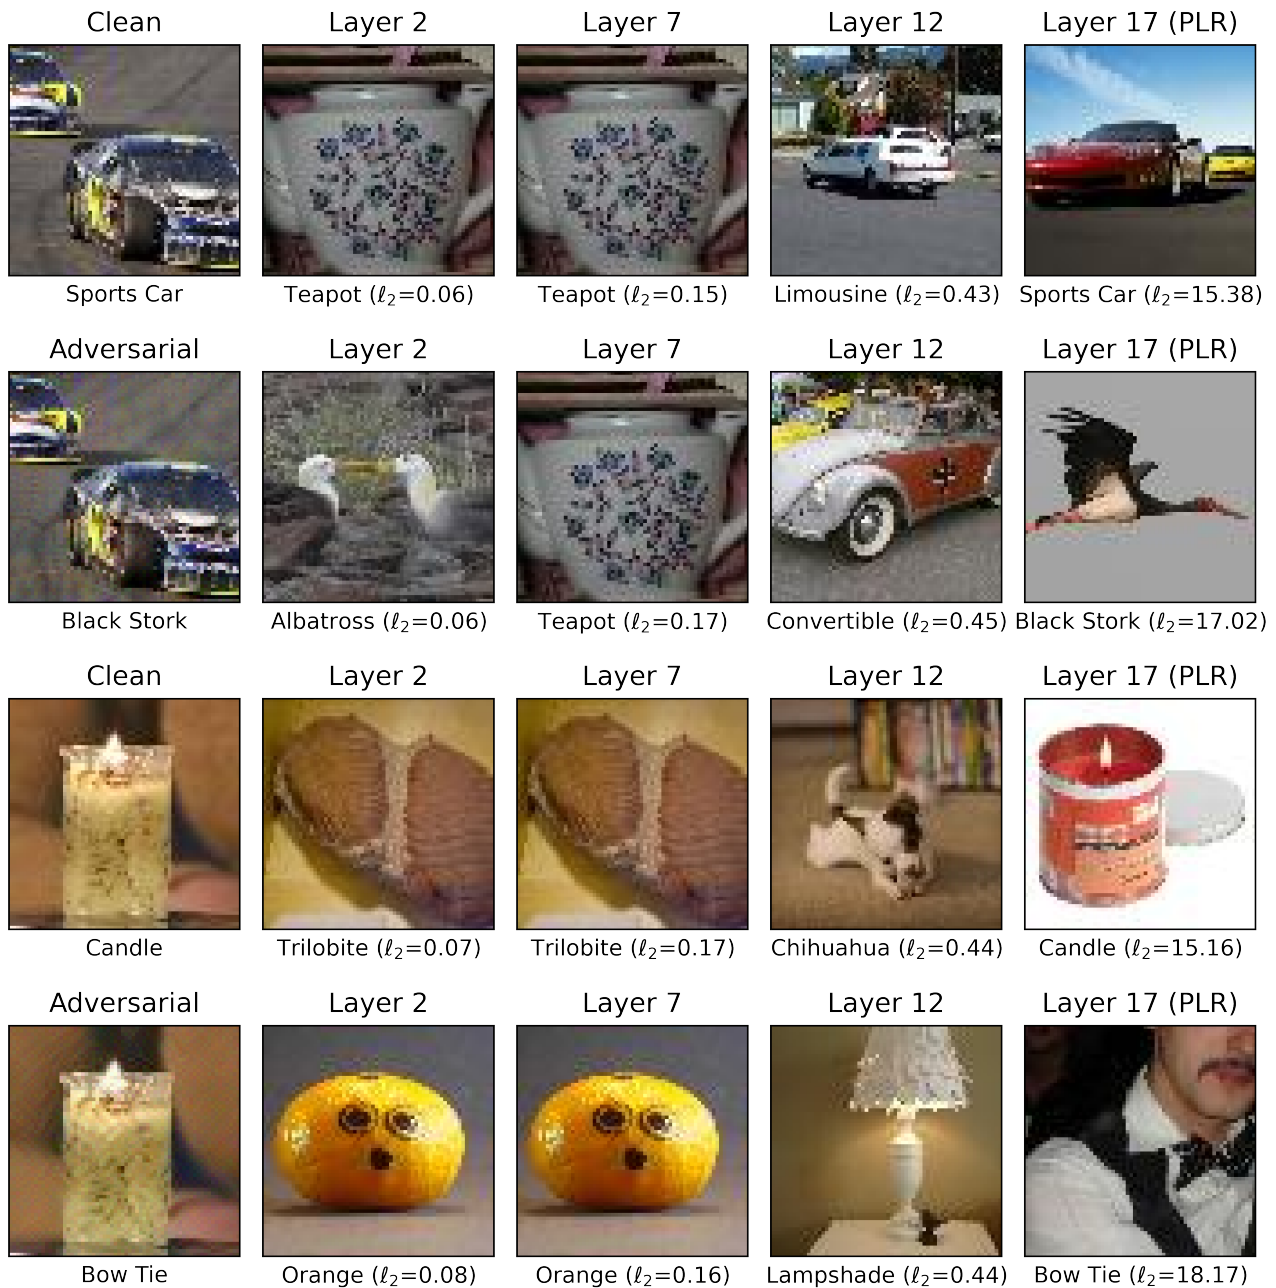 Clean Layer 2 Layer 7 Layer 12 Layer 17 (PLR)
Sports Car Teapot (ℓ₂=0.06) Teapot (ℓ₂=0.15) Limousine (ℓ₂=0.43) Sports Car (ℓ₂=15.38)
Adversarial Layer 2 Layer 7 Layer 12 Layer 17 (PLR)
Black Stork Albatross (ℓ₂=0.06) Teapot (ℓ₂=0.17) Convertible (ℓ₂=0.45) Black Stork (ℓ₂=17.02)
Clean Layer 2 Layer 7 Layer 12 Layer 17 (PLR)
Candle Trilobite (ℓ₂=0.07) Trilobite (ℓ₂=0.17) Chihuahua (ℓ₂=0.44) Candle (ℓ₂=15.16)
Adversarial Layer 2 Layer 7 Layer 12 Layer 17 (PLR)
Bow Tie Orange (ℓ₂=0.08) Orange (ℓ₂=0.16) Lampshade (ℓ₂=0.44) Bow Tie (ℓ₂=18.17)